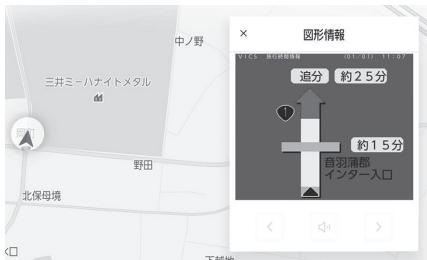 中ノ野
三井ミーハナイトメタル
野田
北保母境
× 図形情報
VICS 旅行時間情報 (01/01) 11:07
追分 約25分
1
約15分
音羽蒲郡
インター入口